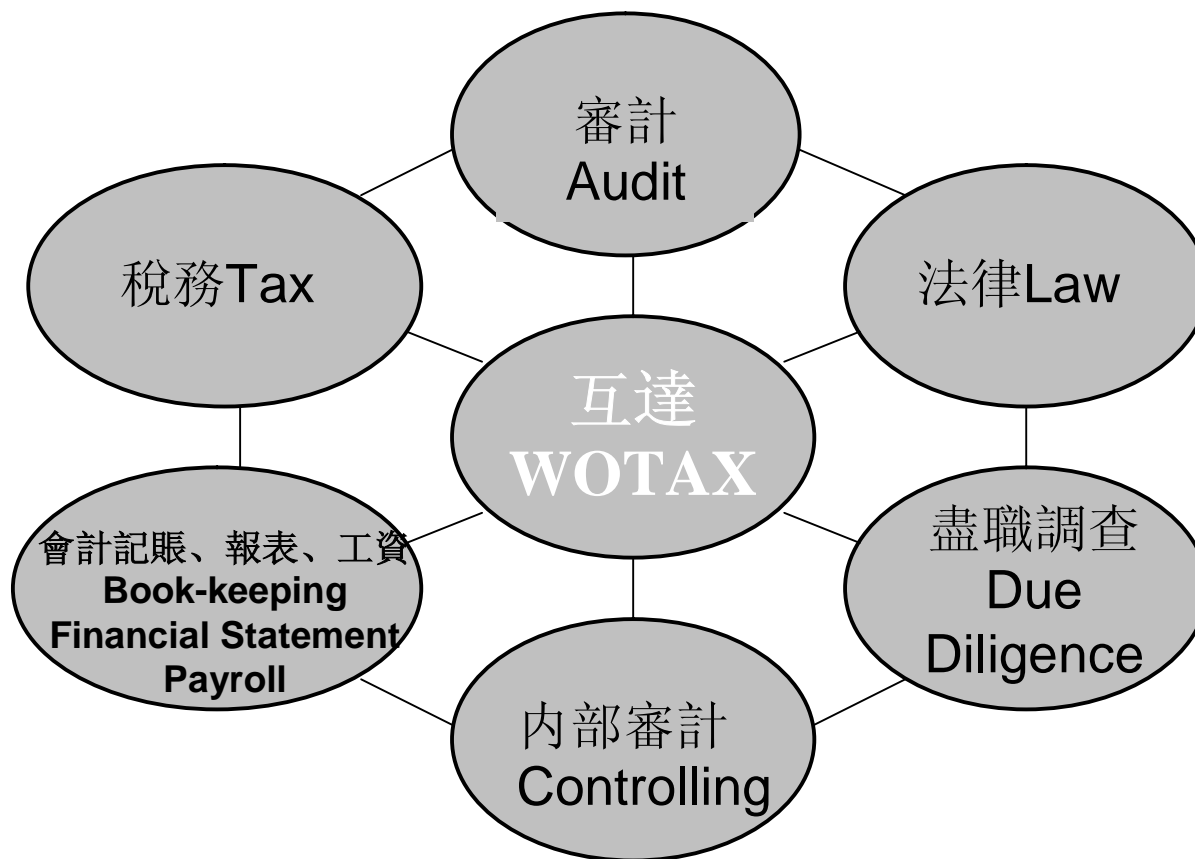 審計
Audit
稅務Tax
法律Law
互達
WOTAX
會計記賬、報表、工資
Book-keeping
Financial Statement
Payroll
盡職調查
Due
Diligence
内部審計
Controlling